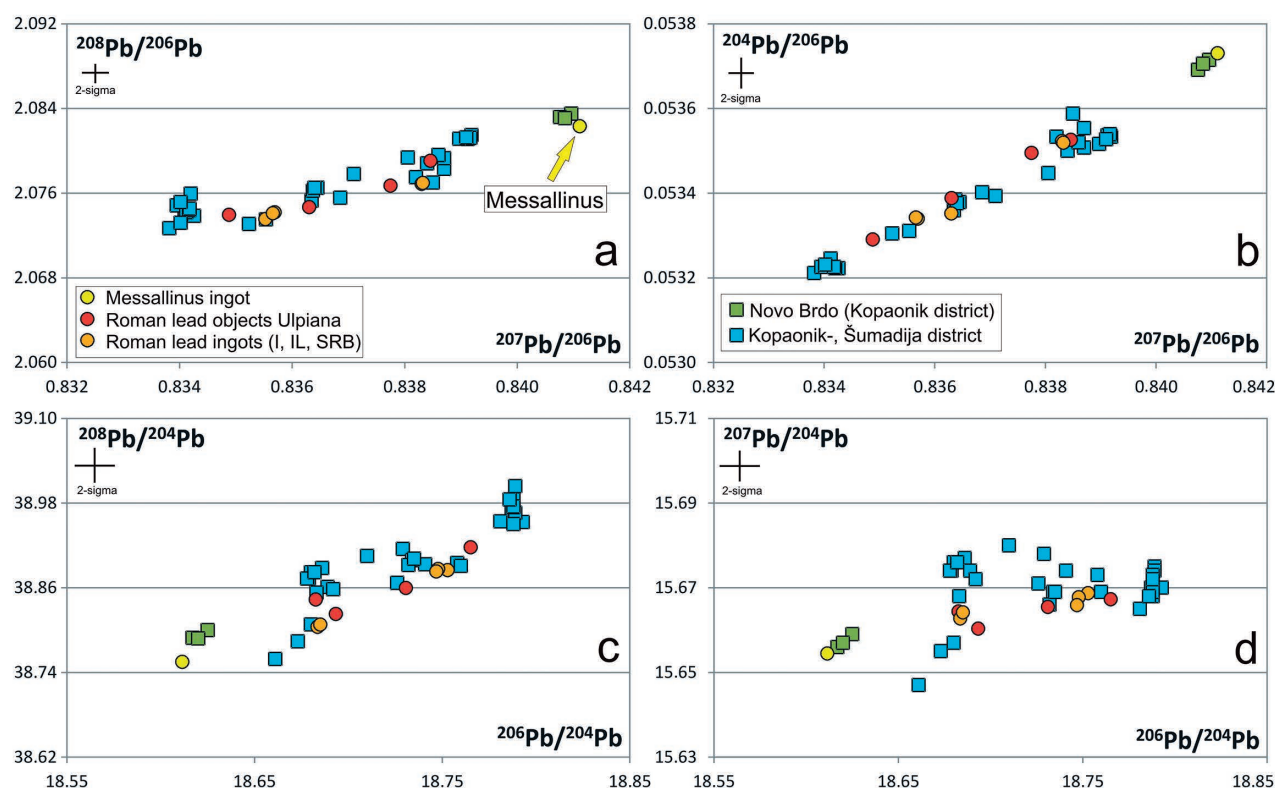 2.092
2.084
2.076
2.068
2.060
²⁰⁸Pb/²⁰⁶Pb
2-sigma
Messallinus
a
Messallinus ingot
Roman lead objects Ulpiana
Roman lead ingots (I, IL, SRB)
²⁰⁷Pb/²⁰⁶Pb
0.832 0.834 0.836 0.838 0.840 0.842
0.0538
0.0536
0.0534
0.0532
0.0530
²⁰⁴Pb/²⁰⁶Pb
2-sigma
b
Novo Brdo (Kopaonik district)
Kopaonik-, Šumadija district
²⁰⁷Pb/²⁰⁶Pb
0.832 0.834 0.836 0.838 0.840 0.842
39.10
38.98
38.86
38.74
38.62
²⁰⁸Pb/²⁰⁴Pb
2-sigma
c
²⁰⁶Pb/²⁰⁴Pb
18.55 18.65 18.75 18.85
15.71
15.69
15.67
15.65
15.63
²⁰⁷Pb/²⁰⁴Pb
2-sigma
d
²⁰⁶Pb/²⁰⁴Pb
18.55 18.65 18.75 18.85